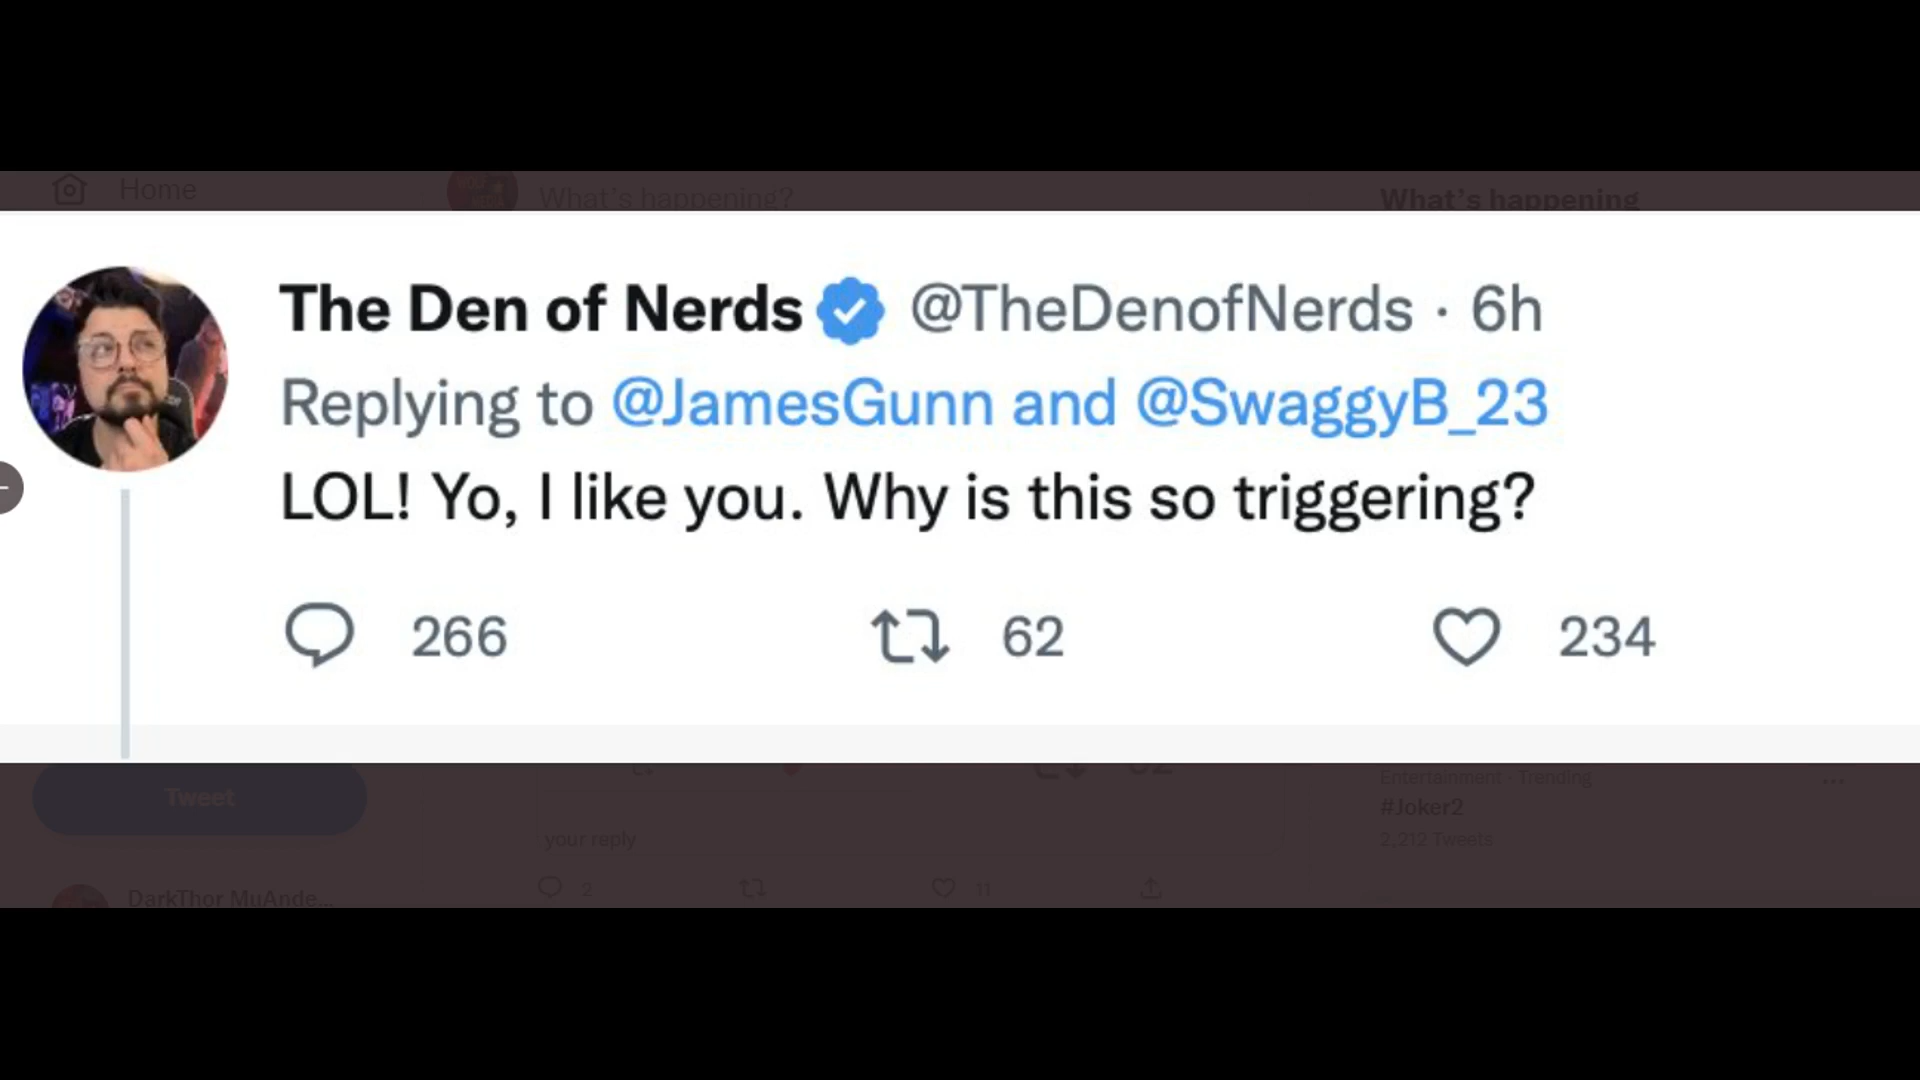 Home
What's happening?
What's happening
The Den of Nerds @TheDenofNerds · 6h
Replying to @JamesGunn and @SwaggyB_23
LOL! Yo, I like you. Why is this so triggering?
266 62 234
Entertainment · Trending
Tweet
#Joker2
your reply
2,212 Tweets
2 11
DarkThor MuAnde...